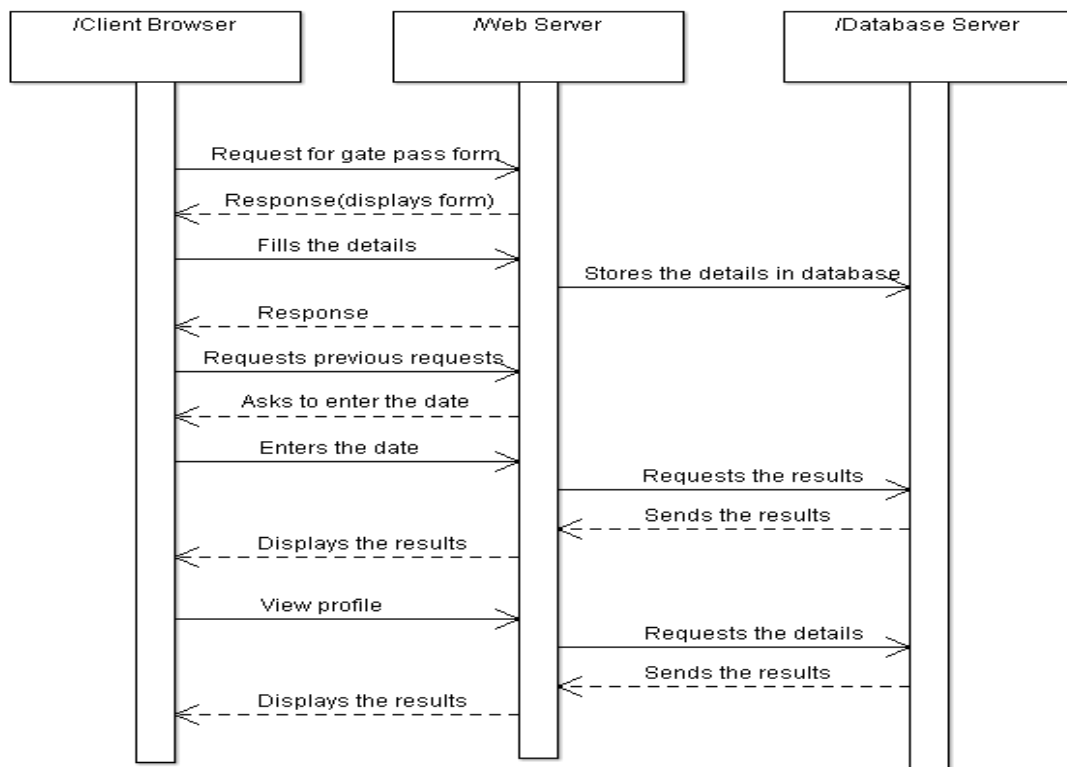 /Client Browser
/Web Server
/Database Server
Request for gate pass form
Response(displays form)
Fills the details
Stores the details in database
Response
Requests previous requests
Asks to enter the date
Enters the date
Requests the results
Sends the results
Displays the results
View profile
Requests the details
Sends the results
Displays the results